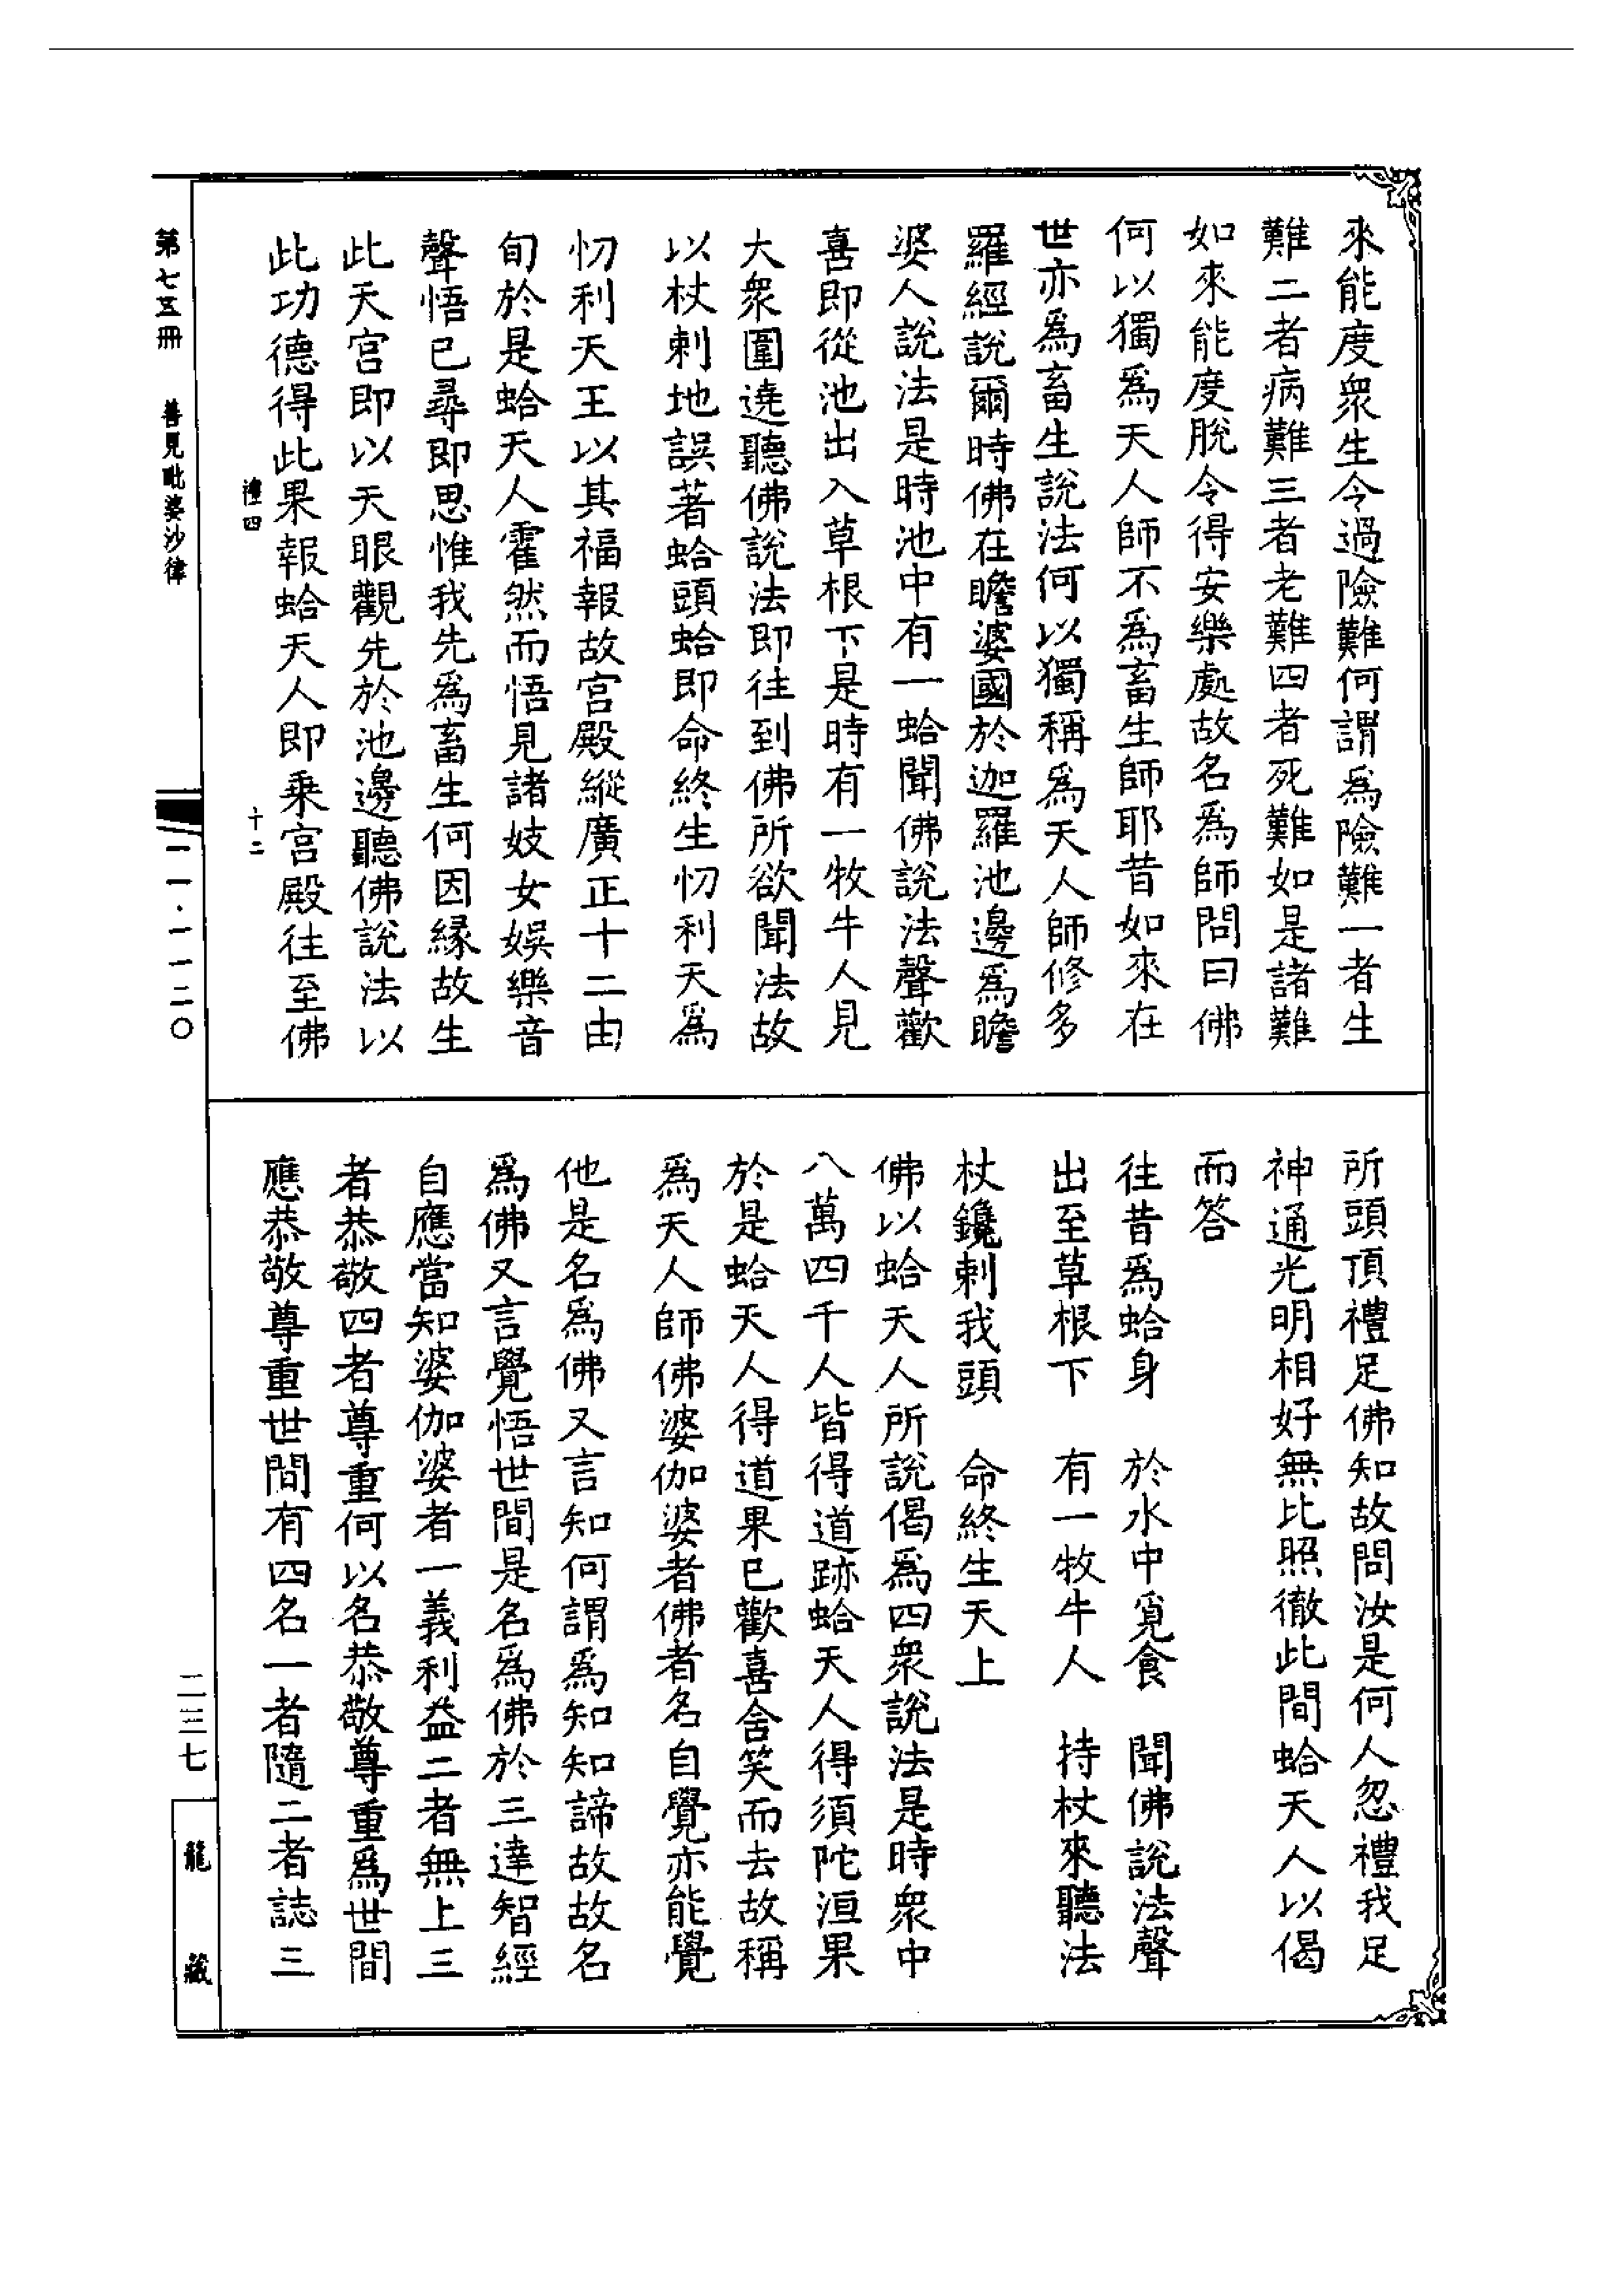 來能度衆生令過險難何謂爲險難一者生
難二者病難三者老難四者死難如是諸難
如來能度脫令得安樂處故名爲師問曰佛
何以獨爲天人師不爲畜生師耶昔如來在
世亦爲畜生說法何以獨稱爲天人師修多
羅經說爾時佛在瞻婆國於迦羅池邊爲瞻
婆人說法是時池中有一蛤聞佛說法聲歡
喜即從池出入草根下是時有一牧牛人見
大衆圍遶聽佛說法即往到佛所欲聞法故
以杖刺地誤著蛤頭蛤即命終生忉利天爲
忉利天王以其福報故宮殿縱廣正十二由
旬於是蛤天人霍然而悟見諸妓女娛樂音
聲悟已尋即思惟我先爲畜生何因緣故生
此天宮即以天眼觀先於池邊聽佛說法以
此功德得此果報蛤天人即乗宮殿往至佛
禮四
十二
第七五冊
善見毗婆沙律
一一·一一二〇
所頭頂禮足佛知故問汝是何人忽禮我足
神通光明相好無比照徹此間蛤天人以偈
而答
往昔爲蛤身 於水中覓食 聞佛說法聲
出至草根下 有一牧牛人 持杖來聽法
杖鑱刺我頭 命終生天上
佛以蛤天人所說偈爲四衆說法是時衆中
八萬四千人皆得道跡蛤天人得須陀洹果
於是蛤天人得道果已歡喜含笑而去故稱
爲天人師佛婆伽婆者佛者名自覺亦能覺
他是名爲佛又言知何謂爲知知諦故故名
爲佛又言覺悟世間是名爲佛於三達智經
自應當知婆伽婆者一義利益二者無上三
者恭敬四者尊重何以名恭敬尊重爲世間
應恭敬尊重世間有四名一者隨二者誌三
二三七
龍藏